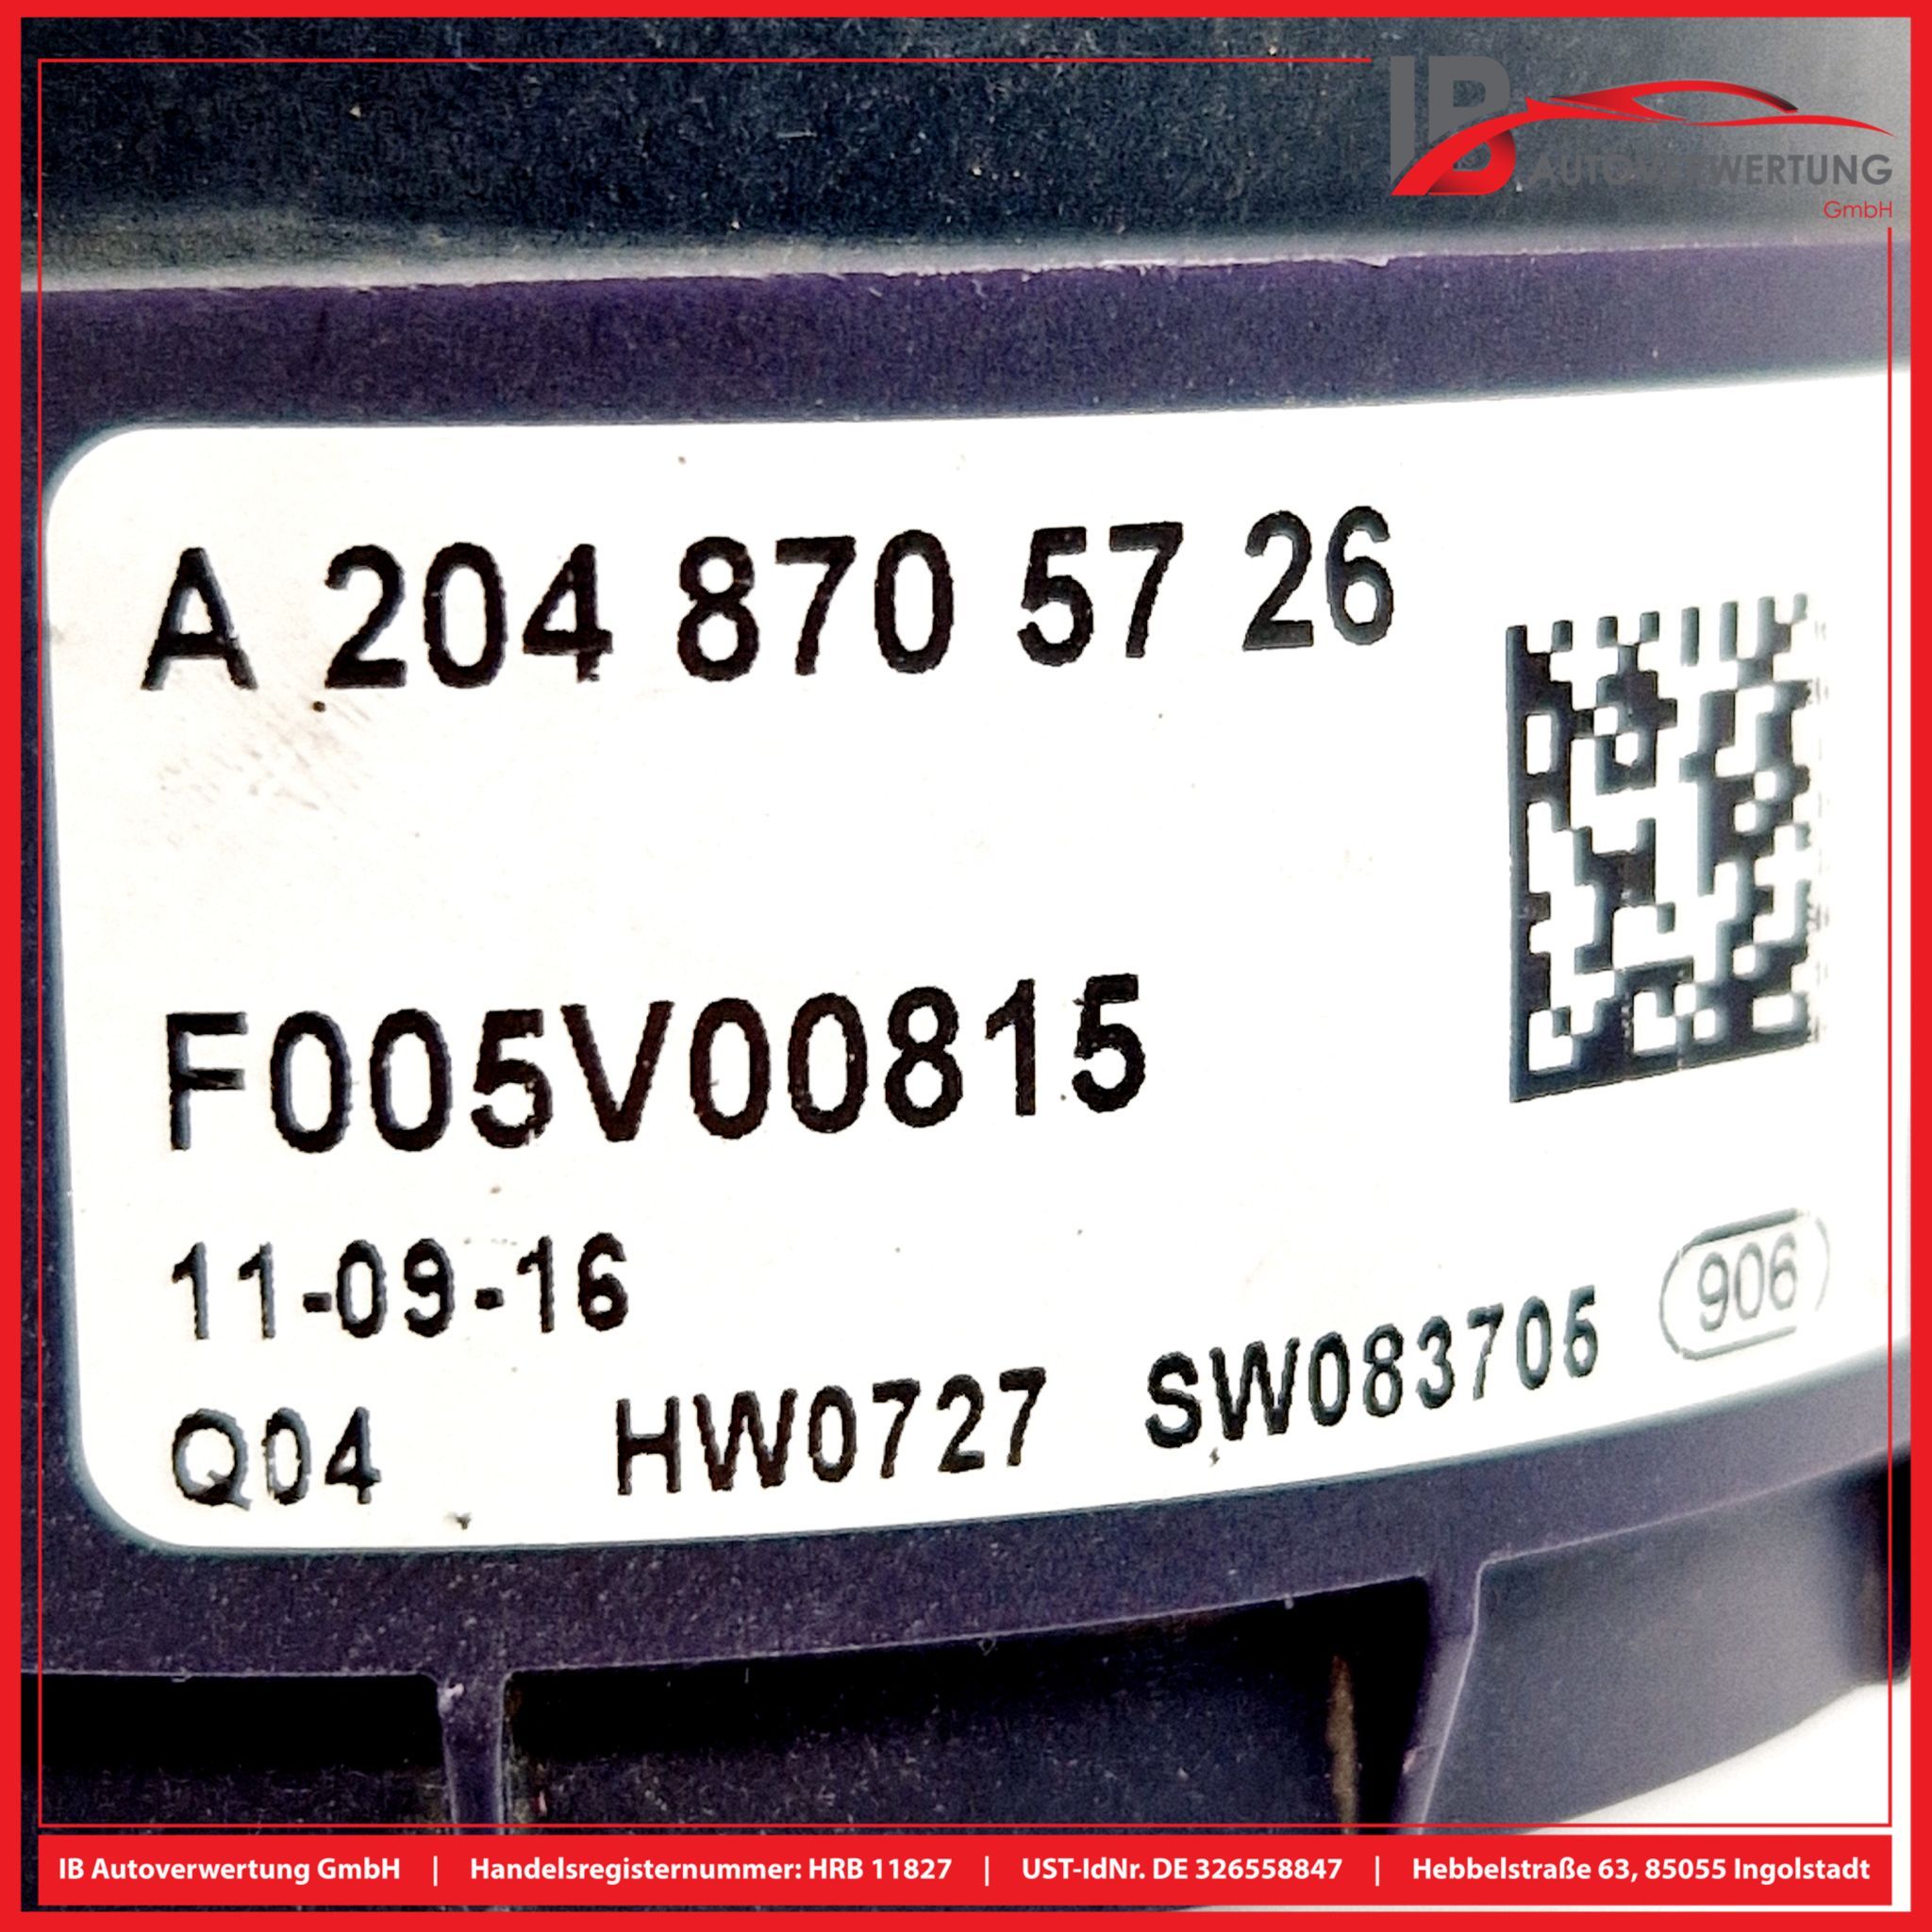 IB
AUTOVERWERTUNG
GmbH
A 204 870 57 26
F005V00815
11-09-16
906
Q04 HW0727 SW083705
IB Autoverwertung GmbH | Handelsregisternummer: HRB 11827 | UST-IdNr. DE 326558847 | Hebbelstraße 63, 85055 Ingolstadt